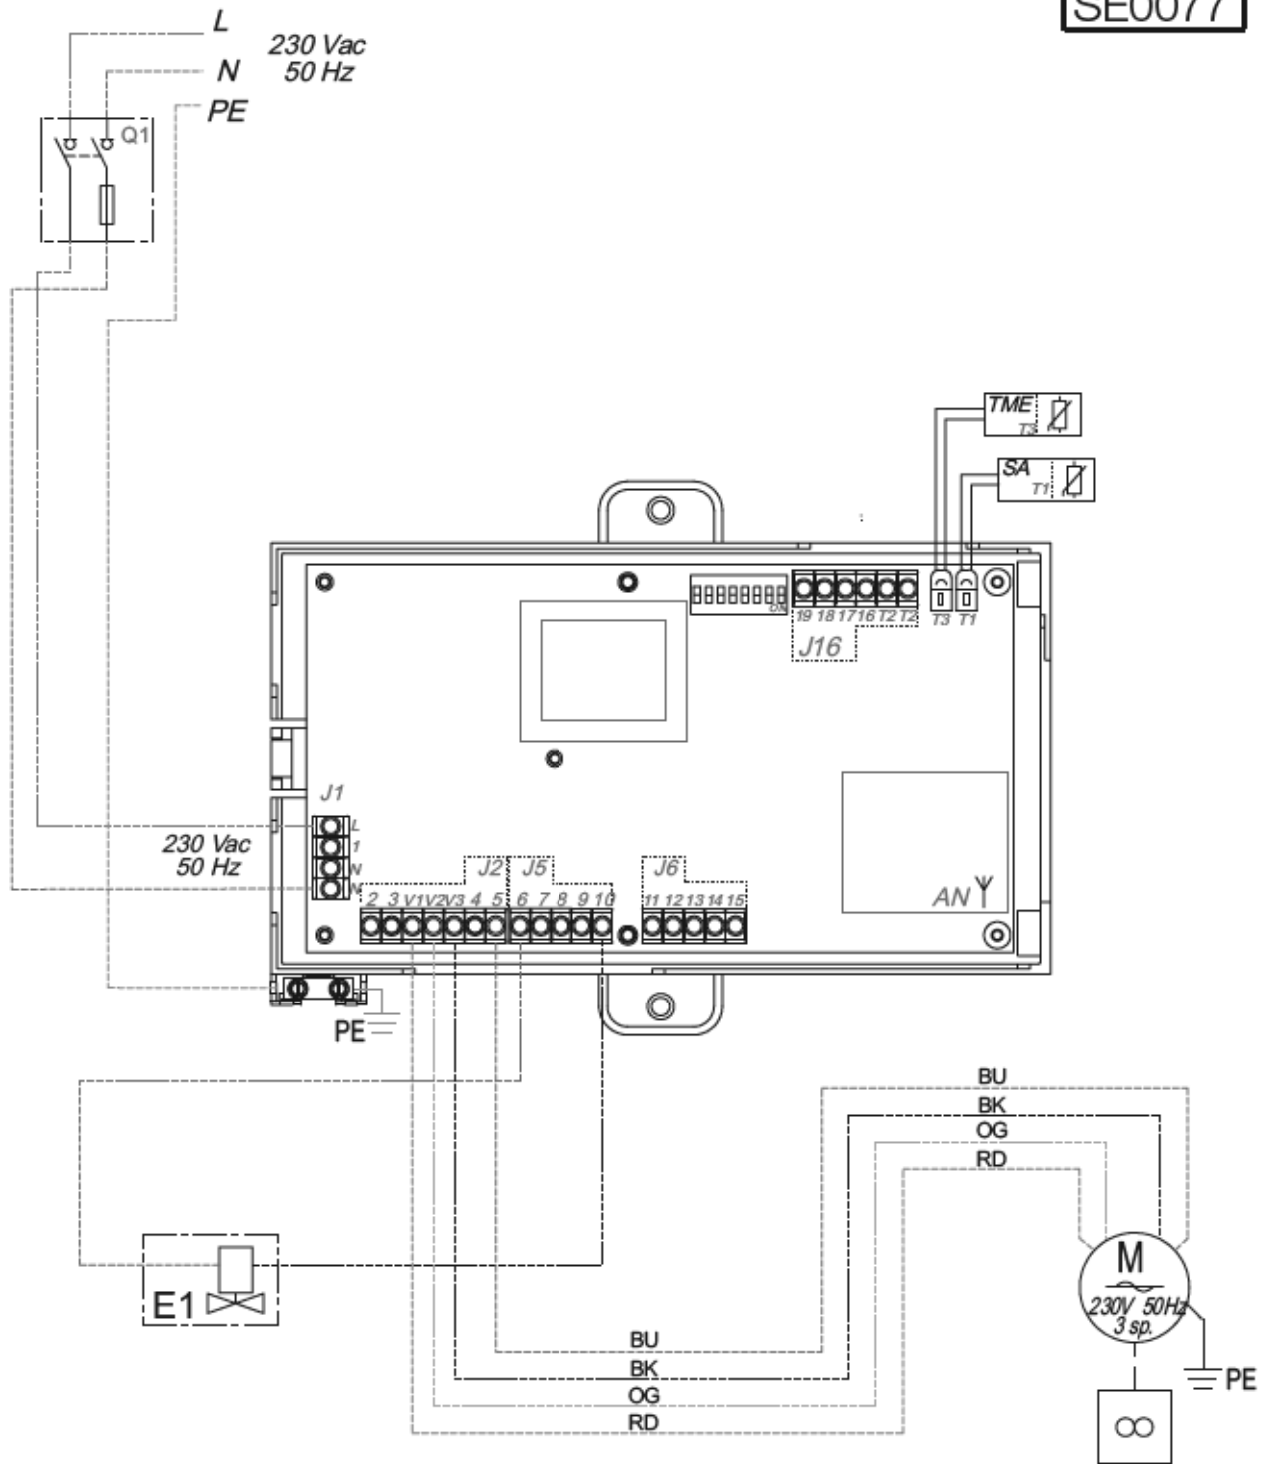 SE0077
L
230 Vac
N
50 Hz
PE
Q1
TME
T3
SA
T1
ON
19 18 17 16 T2 T2
T3 T1
J16
J1
L
1
N
N
230 Vac
50 Hz
J2 J5
J6
2 3 V1 V2 V3 4 5 6 7 8 9 10
11 12 13 14 15
AN
PE
BU
BK
OG
RD
E1
M
230V 50Hz
3 sp.
BU
BK
OG
RD
PE